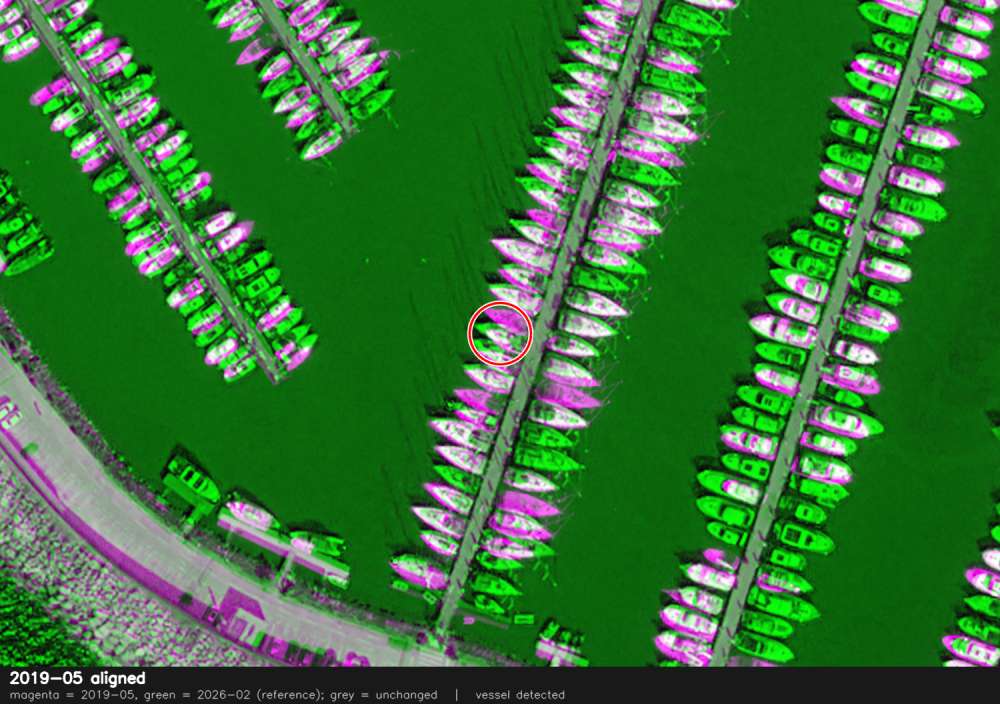 2019-05 aligned
magenta = 2019-05, green = 2026-02 (reference); grey = unchanged | vessel detected